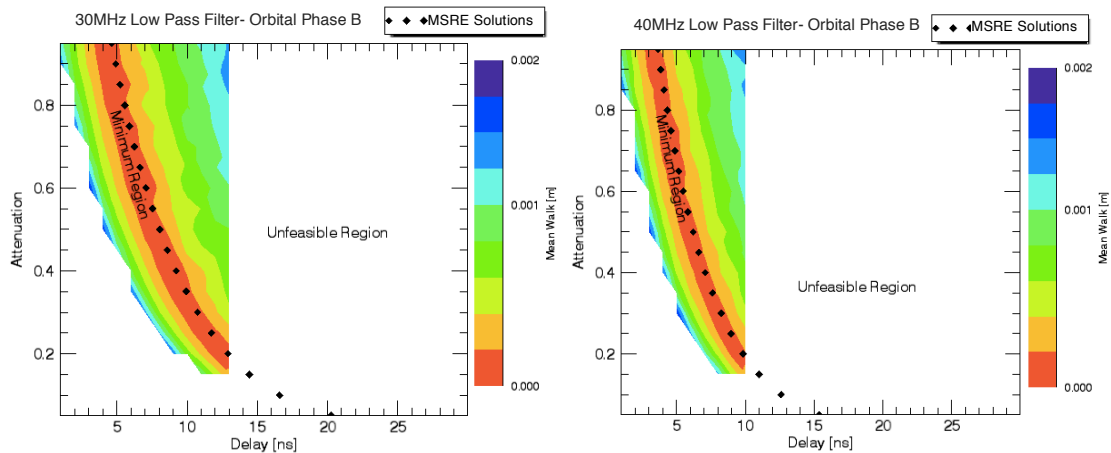 30MHz Low Pass Filter- Orbital Phase B
MSRE Solutions
0.8
0.6
0.4
0.2
Attenuation
Minimum Region
Unfeasible Region
5 10 15 20 25
Delay [ns]
0.002
0.001
0.000
Mean Walk [m]
40MHz Low Pass Filter- Orbital Phase B
MSRE Solutions
0.8
0.6
0.4
0.2
Attenuation
Minimum Region
Unfeasible Region
5 10 15 20 25
Delay [ns]
0.002
0.001
0.000
Mean Walk [m]